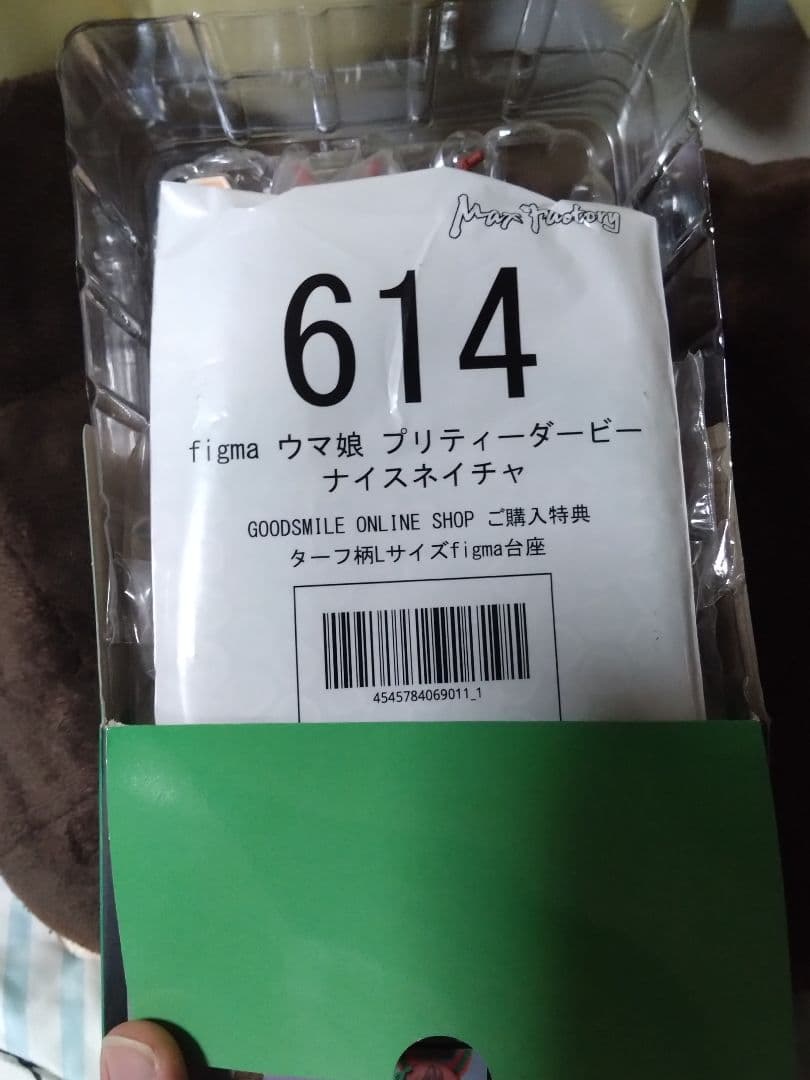 Max Factory
614
figma ウマ娘 プリティーダービー
ナイスネイチャ
GOODSMILE ONLINE SHOP ご購入特典
ターフ柄Lサイズfigma台座
4545784069011_1